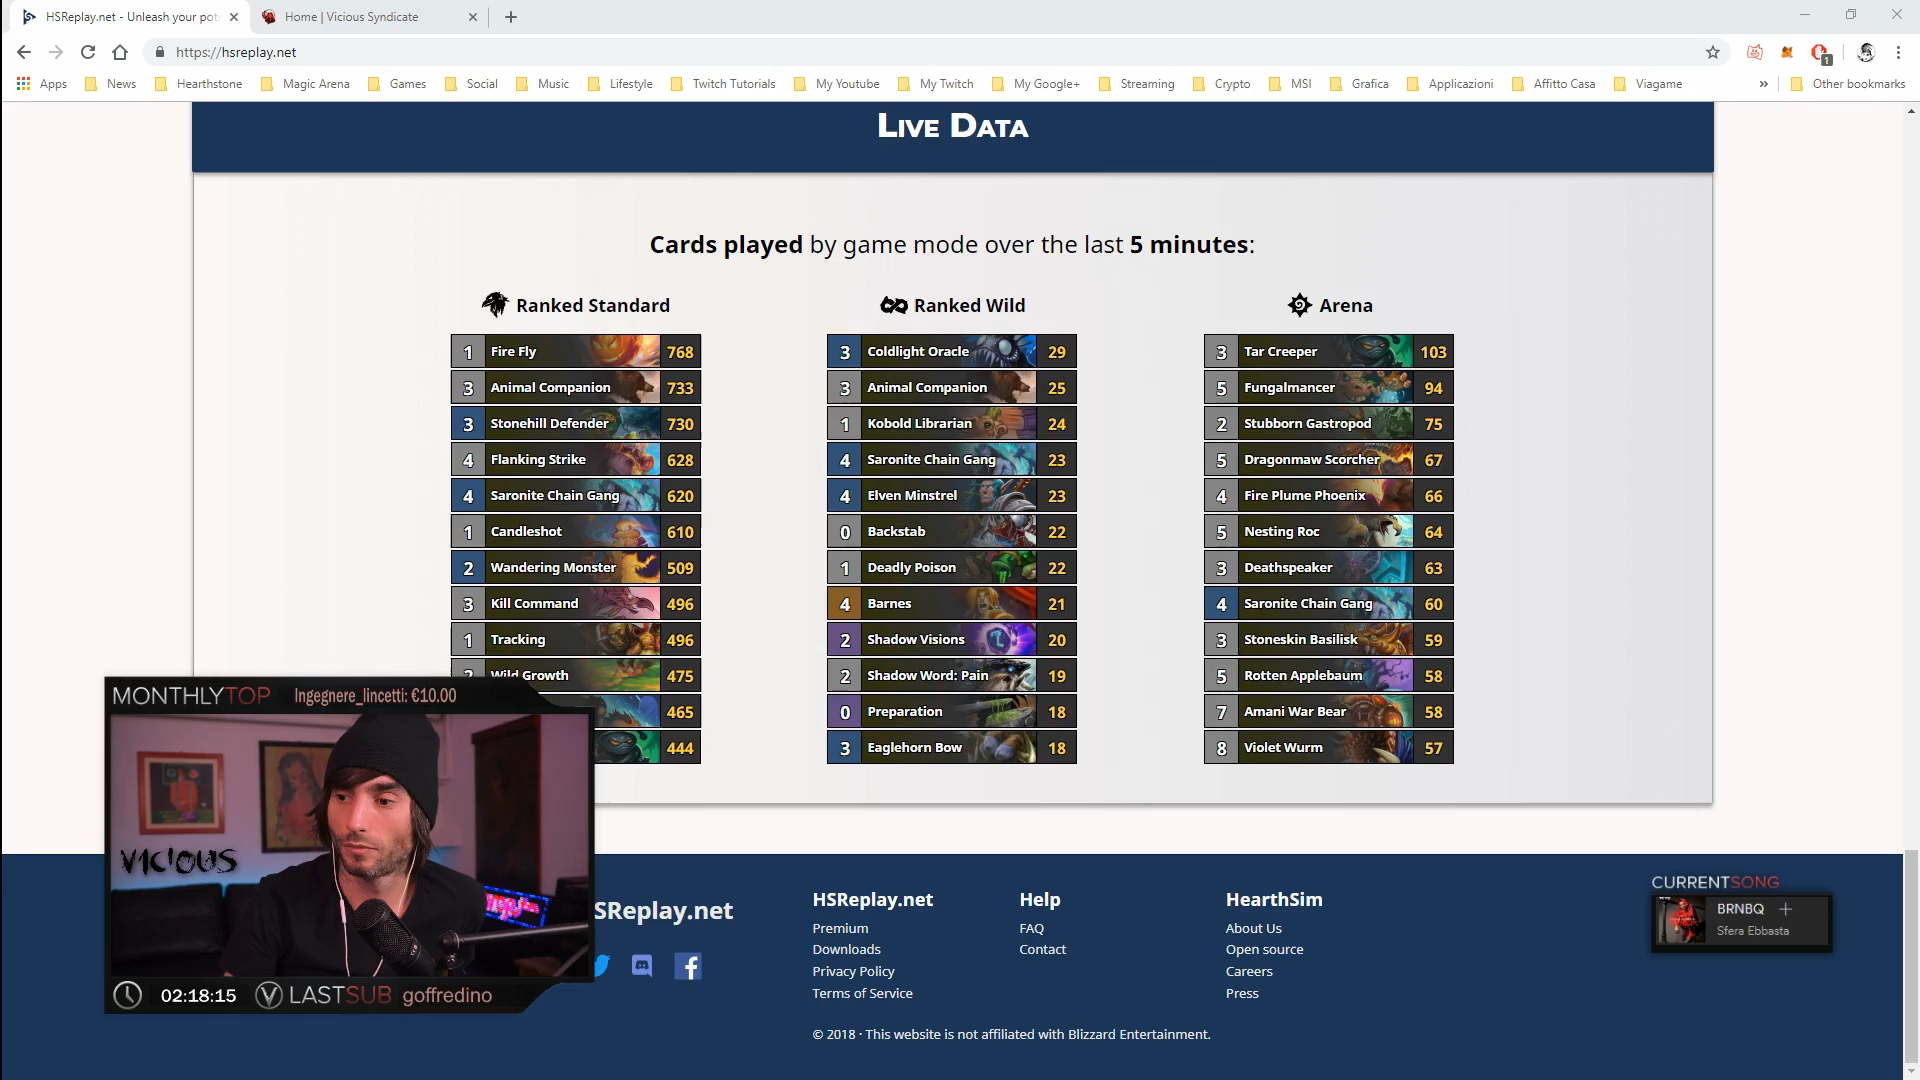 HSReplay.net - Unleash your pot
Home | Vicious Syndicate
https://hsreplay.net
1
Apps News Hearthstone Magic Arena Games Social Music Lifestyle Twitch Tutorials My Youtube My Twitch My Google+ Streaming Crypto MSI Grafica Applicazioni Affitto Casa Viagame » Other bookmarks
LIVE DATA
Cards played by game mode over the last 5 minutes:
Ranked Standard
1 Fire Fly 768
3 Animal Companion 733
3 Stonehill Defender 730
4 Flanking Strike 628
4 Saronite Chain Gang 620
1 Candleshot 610
2 Wandering Monster 509
3 Kill Command 496
1 Tracking 496
2 Wild Growth 475
465
444
Ranked Wild
3 Coldlight Oracle 29
3 Animal Companion 25
1 Kobold Librarian 24
4 Saronite Chain Gang 23
4 Elven Minstrel 23
0 Backstab 22
1 Deadly Poison 22
4 Barnes 21
2 Shadow Visions 20
2 Shadow Word: Pain 19
0 Preparation 18
3 Eaglehorn Bow 18
Arena
3 Tar Creeper 103
5 Fungalmancer 94
2 Stubborn Gastropod 75
5 Dragonmaw Scorcher 67
4 Fire Plume Phoenix 66
5 Nesting Roc 64
3 Deathspeaker 63
4 Saronite Chain Gang 60
3 Stoneskin Basilisk 59
5 Rotten Applebaum 58
7 Amani War Bear 58
8 Violet Wurm 57
MONTHLYTOP Ingegnere_lincetti: €10.00
VICIOUS
02:18:15 LASTSUB goffredino
SReplay.net
HSReplay.net
Premium
Downloads
Privacy Policy
Terms of Service
Help
FAQ
Contact
HearthSim
About Us
Open source
Careers
Press
© 2018 · This website is not affiliated with Blizzard Entertainment.
CURRENTSONG
BRNBQ
Sfera Ebbasta